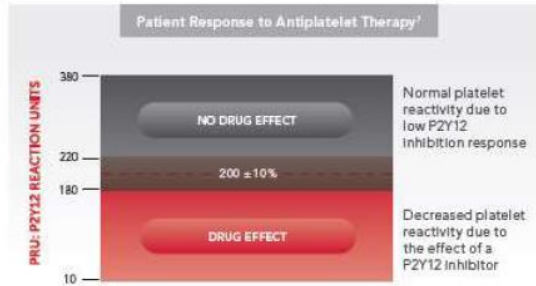 Patient Response to Antiplatelet Therapy¹
PRU: P2Y12 REACTION UNITS
380
NO DRUG EFFECT
Normal platelet
reactivity due to
low P2Y12
inhibition response
220
200 ±10%
180
DRUG EFFECT
Decreased platelet
reactivity due to
the effect of a
P2Y12 inhibitor
10